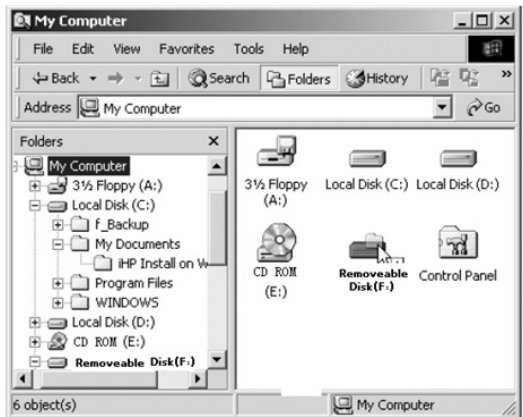 My Computer
File Edit View Favorites Tools Help
Back Search Folders History »
Address My Computer Go
Folders
My Computer
3½ Floppy (A:)
Local Disk (C:)
f_Backup
My Documents
iHP Install on W
Program Files
WINDOWS
Local Disk (D:)
CD ROM (E:)
Removeable Disk(F:)
3½ Floppy (A:)
Local Disk (C:)
Local Disk (D:)
CD ROM (E:)
Removeable Disk(F:)
Control Panel
6 object(s)
My Computer